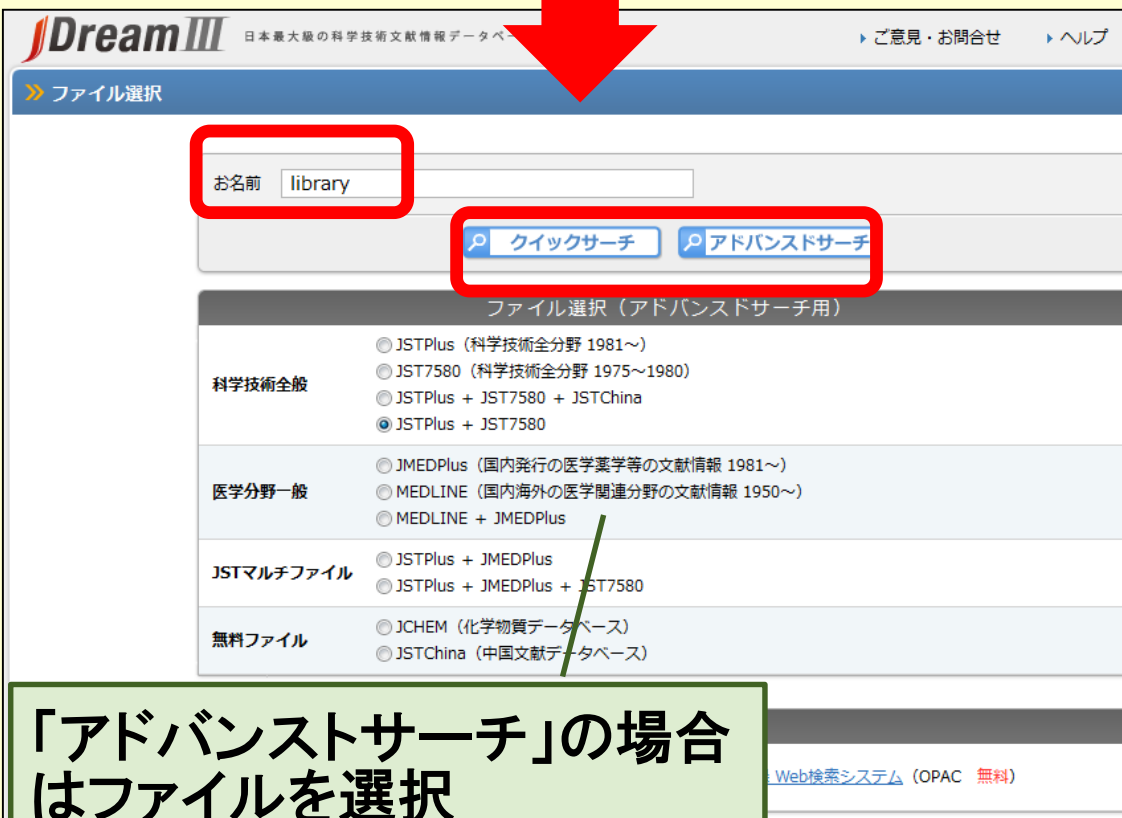 JDreamⅢ 日本最大級の科学技術文献情報データベ ご意見・お問合せ ヘルプ
ファイル選択
お名前 library
クイックサーチ アドバンスドサーチ
ファイル選択（アドバンスドサーチ用）
JSTPlus（科学技術全分野 1981～）
JST7580（科学技術全分野 1975～1980）
科学技術全般
JSTPlus + JST7580 + JSTChina
JSTPlus + JST7580
JMEDPlus（国内発行の医学薬学等の文献情報 1981～）
医学分野一般 MEDLINE（国内海外の医学関連分野の文献情報 1950～）
MEDLINE + JMEDPlus
JSTマルチファイル JSTPlus + JMEDPlus
JSTPlus + JMEDPlus + JST7580
無料ファイル JCHEM（化学物質データベース）
JSTChina（中国文献データベース）
「アドバンストサーチ」の場合
はファイルを選択
Web検索システム（OPAC 無料）